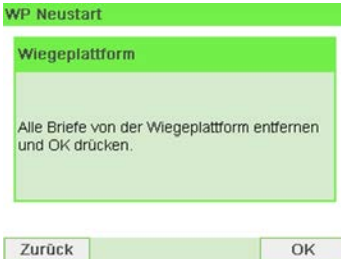 WP Neustart
Wiegeplattform
Alle Briefe von der Wiegeplattform entfernen
und OK drücken.
Zurück
OK